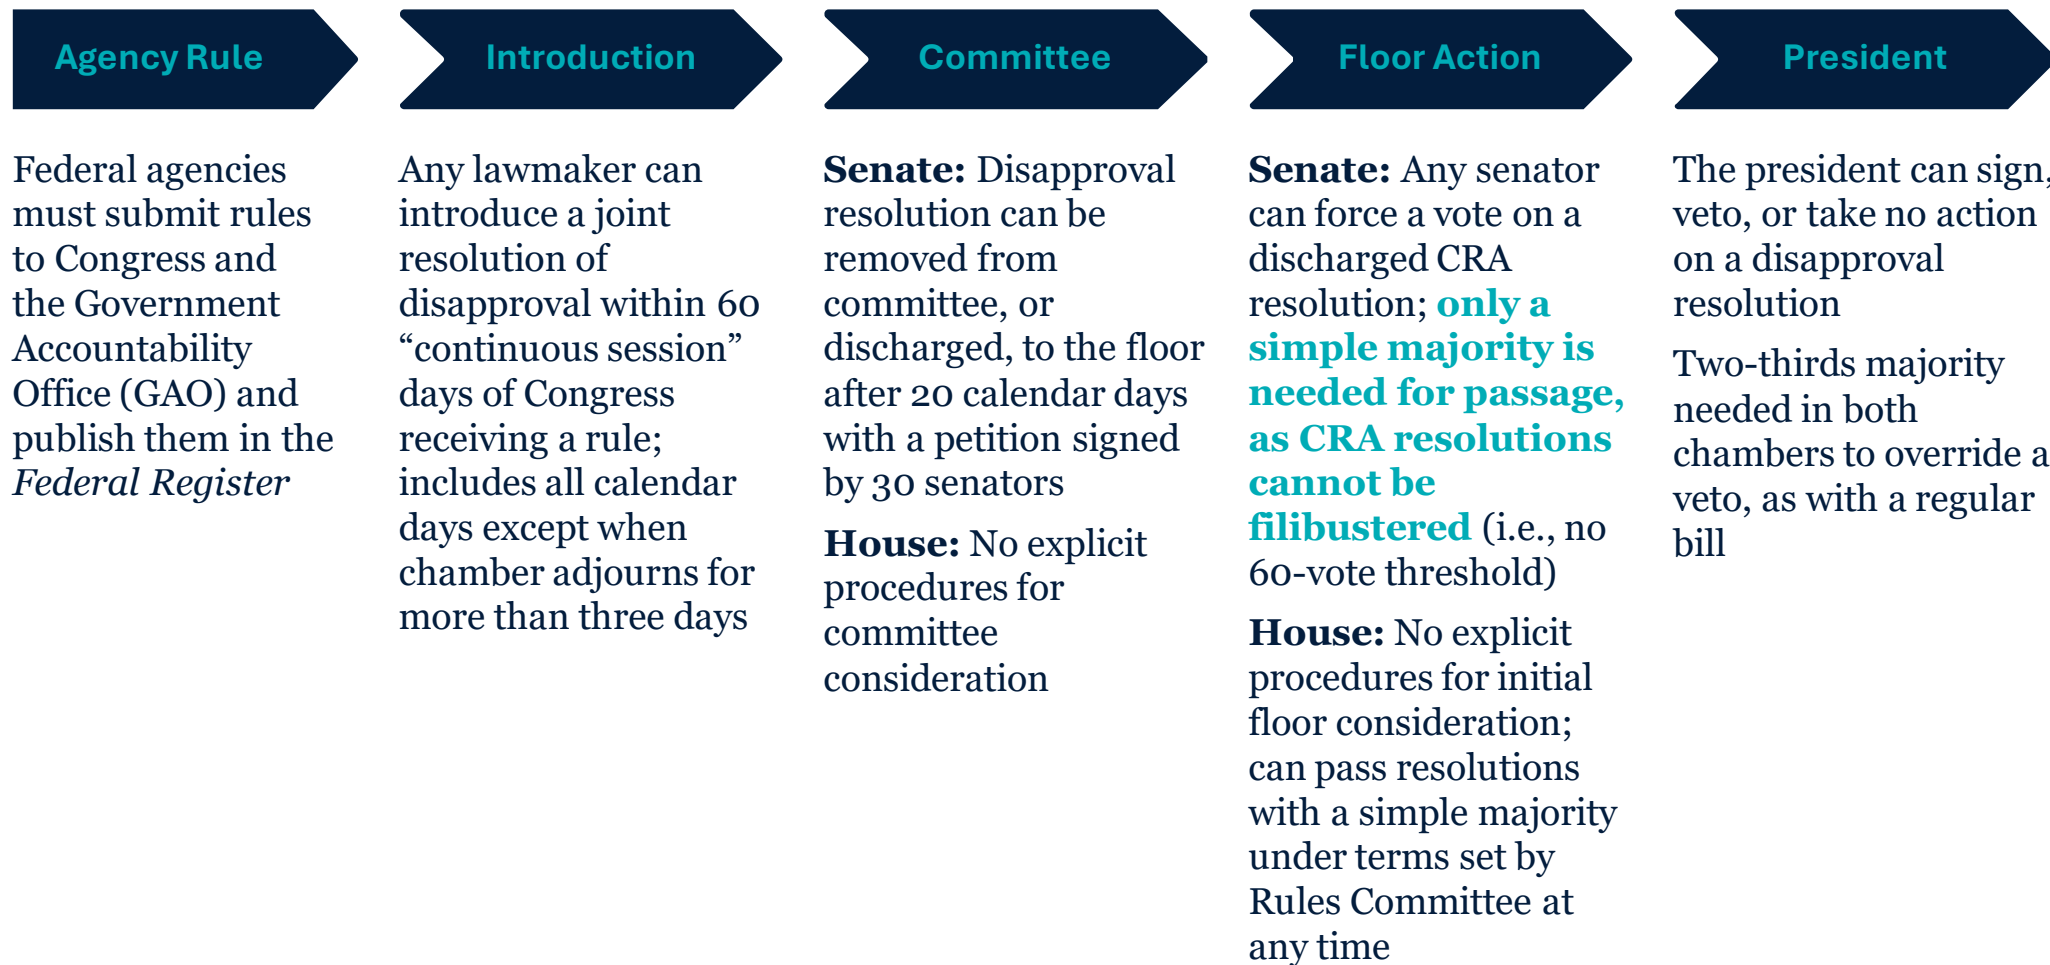 Agency Rule
Introduction
Committee
Floor Action
President
Federal agencies
must submit rules
to Congress and
the Government
Accountability
Office (GAO) and
publish them in the
Federal Register
Any lawmaker can
introduce a joint
resolution of
disapproval within 60
“continuous session”
days of Congress
receiving a rule;
includes all calendar
days except when
chamber adjourns for
more than three days
Senate: Disapproval
resolution can be
removed from
committee, or
discharged, to the floor
after 20 calendar days
with a petition signed
by 30 senators
House: No explicit
procedures for
committee
consideration
Senate: Any senator
can force a vote on a
discharged CRA
resolution; only a
simple majority is
needed for passage,
as CRA resolutions
cannot be
filibustered (i.e., no
60-vote threshold)
House: No explicit
procedures for initial
floor consideration;
can pass resolutions
with a simple majority
under terms set by
Rules Committee at
any time
The president can sign,
veto, or take no action
on a disapproval
resolution
Two-thirds majority
needed in both
chambers to override a
veto, as with a regular
bill